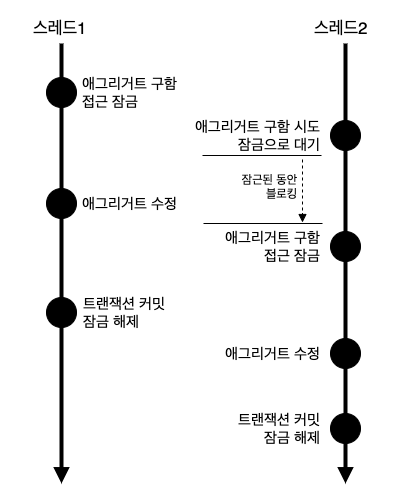 스레드1
애그리거트 구함
접근 잠금
애그리거트 수정
트랜잭션 커밋
잠금 해제
스레드2
애그리거트 구함 시도
잠금으로 대기
잠근된 동안
블로킹
애그리거트 구함
접근 잠금
애그리거트 수정
트랜잭션 커밋
잠금 해제